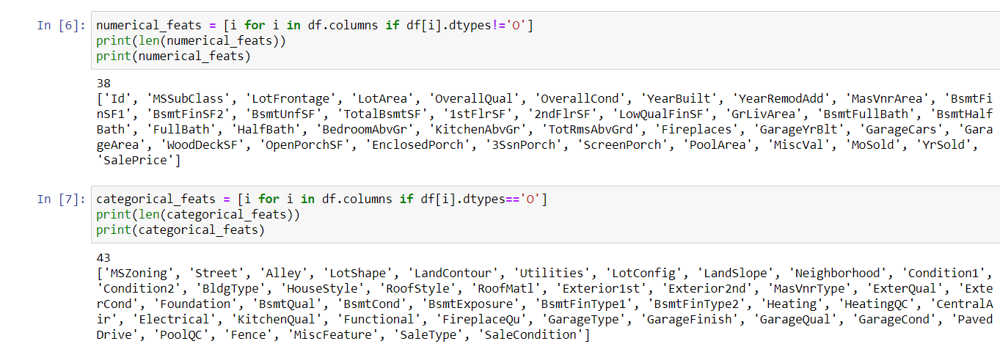 In [6]: numerical_feats = [i for i in df.columns if df[i].dtypes!='O']
print(len(numerical_feats))
print(numerical_feats)
38
['Id', 'MSSubClass', 'LotFrontage', 'LotArea', 'OverallQual', 'OverallCond', 'YearBuilt', 'YearRemodAdd', 'MasVnrArea', 'BsmtFi
nSF1', 'BsmtFinSF2', 'BsmtUnfSF', 'TotalBsmtSF', '1stFlrSF', '2ndFlrSF', 'LowQualFinSF', 'GrLivArea', 'BsmtFullBath', 'BsmtHalf
Bath', 'FullBath', 'HalfBath', 'BedroomAbvGr', 'KitchenAbvGr', 'TotRmsAbvGrd', 'Fireplaces', 'GarageYrBlt', 'GarageCars', 'Gara
geArea', 'WoodDeckSF', 'OpenPorchSF', 'EnclosedPorch', '3SsnPorch', 'ScreenPorch', 'PoolArea', 'MiscVal', 'MoSold', 'YrSold',
'SalePrice']
In [7]: categorical_feats = [i for i in df.columns if df[i].dtypes=='O']
print(len(categorical_feats))
print(categorical_feats)
43
['MSZoning', 'Street', 'Alley', 'LotShape', 'LandContour', 'Utilities', 'LotConfig', 'LandSlope', 'Neighborhood', 'Condition1',
'Condition2', 'BldgType', 'HouseStyle', 'RoofStyle', 'RoofMatl', 'Exterior1st', 'Exterior2nd', 'MasVnrType', 'ExterQual', 'Exte
rCond', 'Foundation', 'BsmtQual', 'BsmtCond', 'BsmtExposure', 'BsmtFinType1', 'BsmtFinType2', 'Heating', 'HeatingQC', 'CentralA
ir', 'Electrical', 'KitchenQual', 'Functional', 'FireplaceQu', 'GarageType', 'GarageFinish', 'GarageQual', 'GarageCond', 'Paved
Drive', 'PoolQC', 'Fence', 'MiscFeature', 'SaleType', 'SaleCondition']